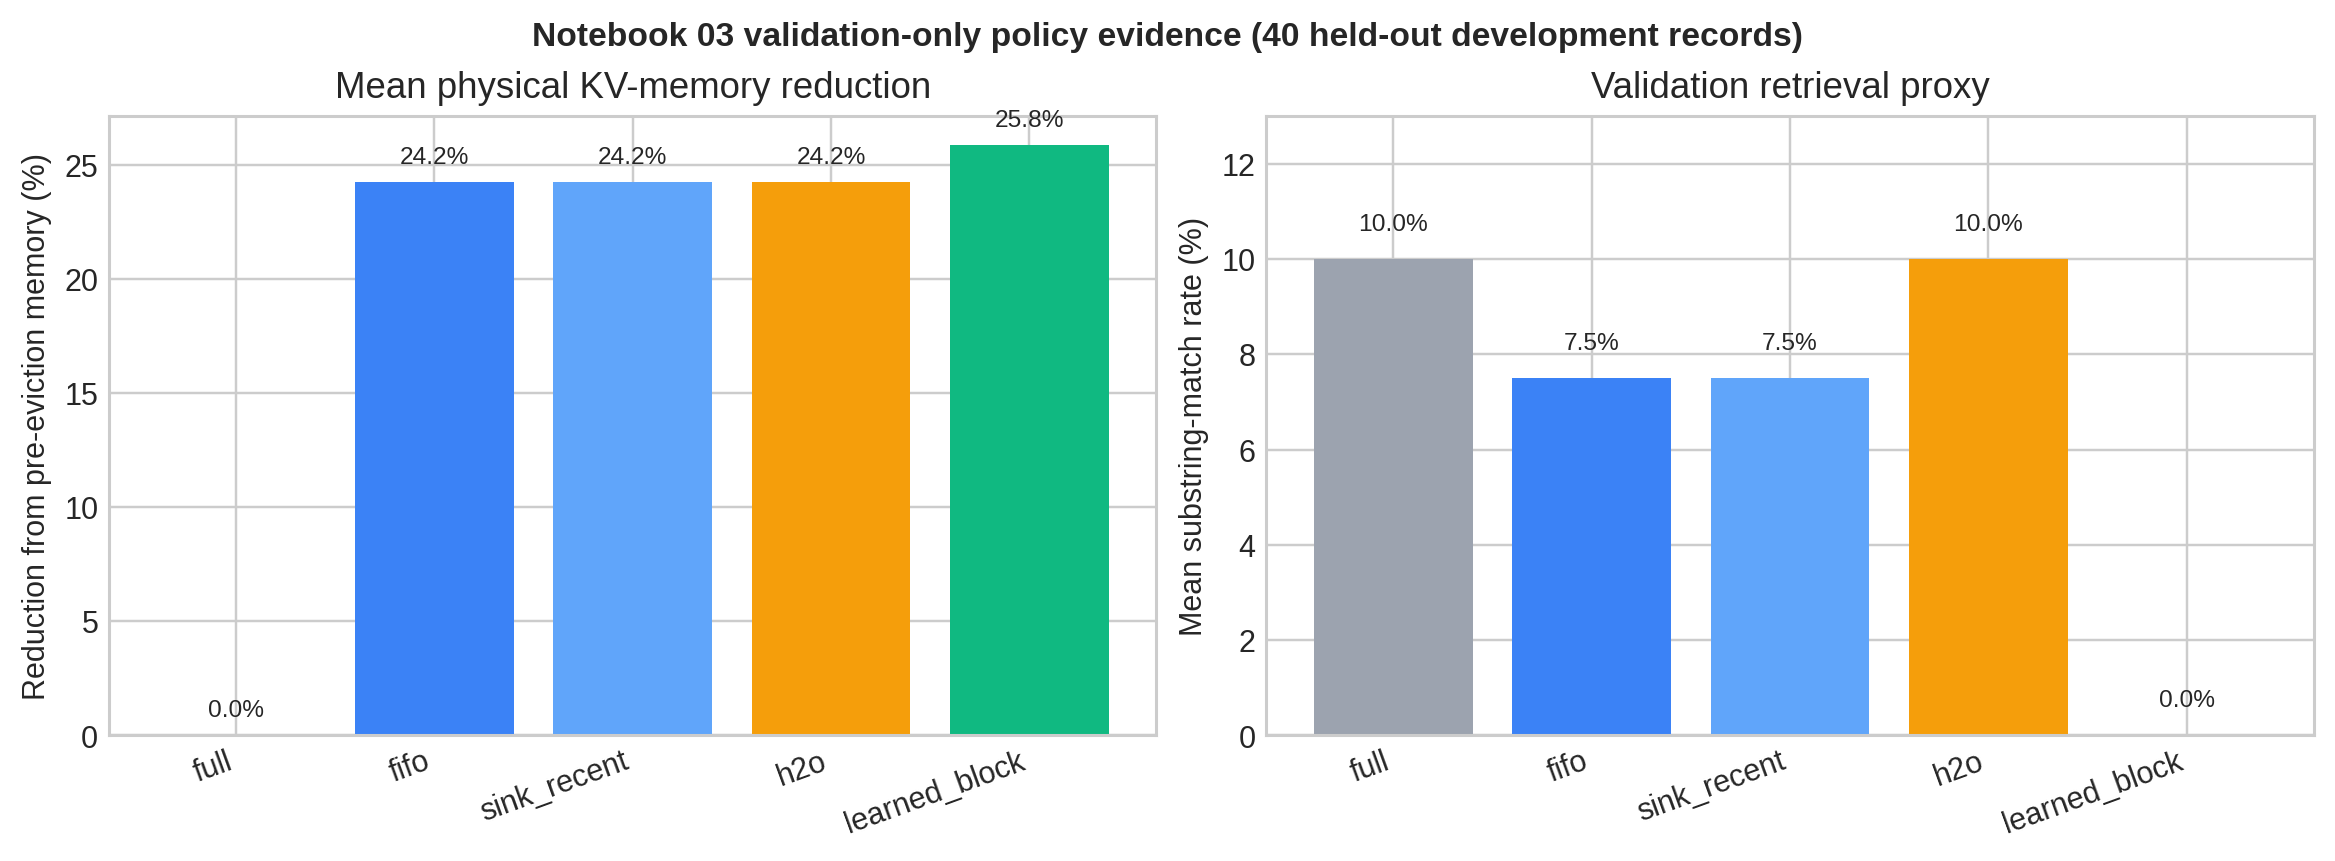 Notebook 03 validation-only policy evidence (40 held-out development records)
Mean physical KV-memory reduction
Reduction from pre-eviction memory (%)
25
20
15
10
5
0
0.0%
24.2%
24.2%
24.2%
25.8%
full
fifo
sink_recent
h2o
learned_block
Validation retrieval proxy
Mean substring-match rate (%)
12
10
8
6
4
2
0
10.0%
7.5%
7.5%
10.0%
0.0%
full
fifo
sink_recent
h2o
learned_block